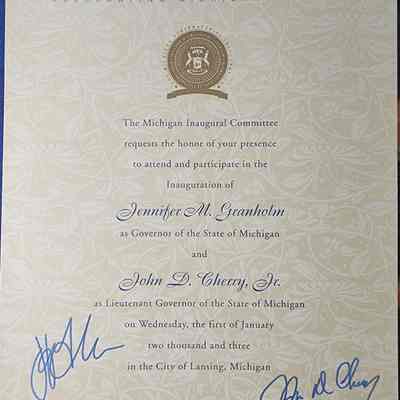 The Michigan Inaugural Committee
requests the honor of your presence
to attend and participate in the
Inauguration of
Jennifer M. Granholm
as Governor of the State of Michigan
and
John D. Cherry, Jr.
as Lieutenant Governor of the State of Michigan
on Wednesday, the first of January
two thousand and three
in the City of Lansing, Michigan
John D. Cherry